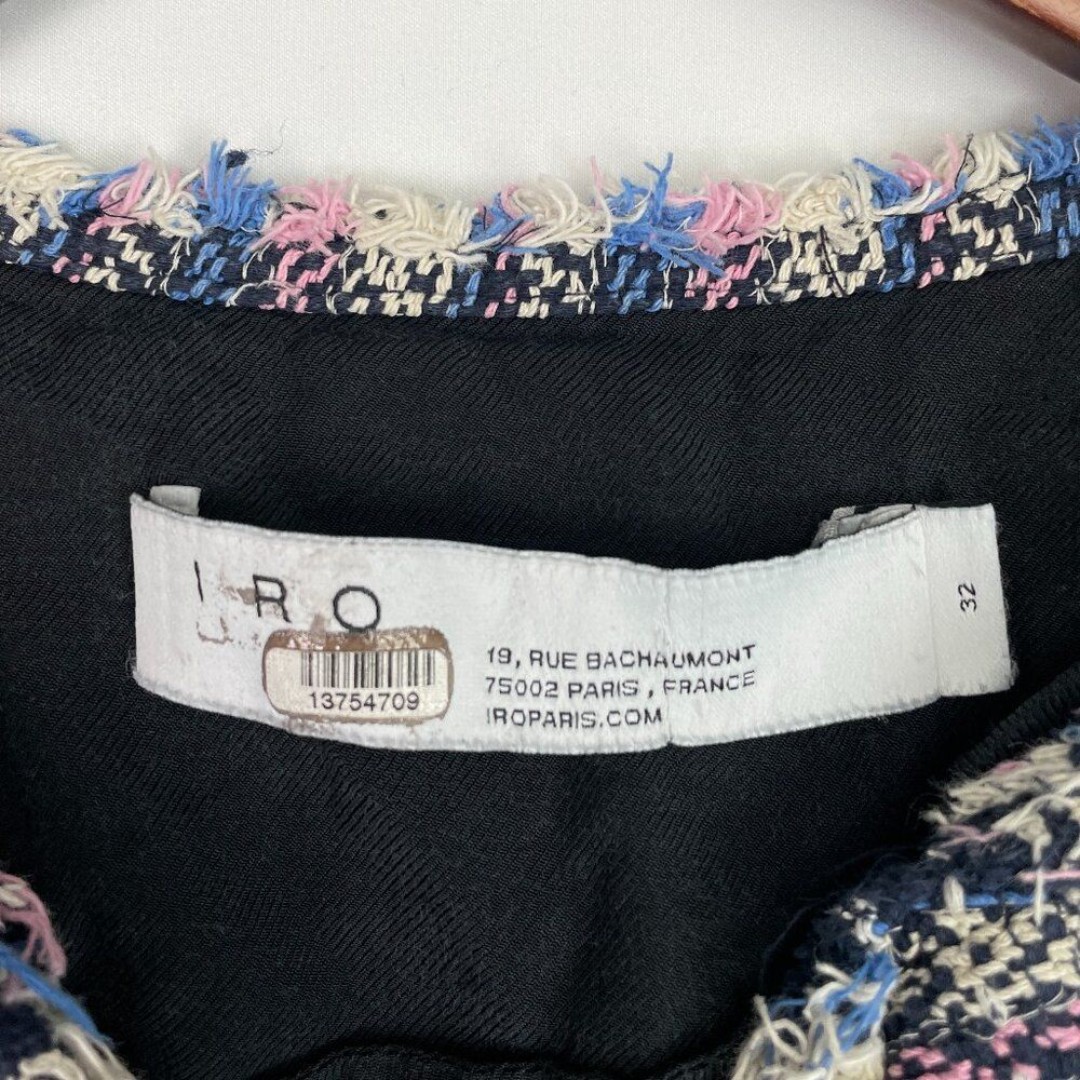 IRO
13754709
19, RUE BACHAUMONT
75002 PARIS, FRANCE
IROPARIS.COM
32